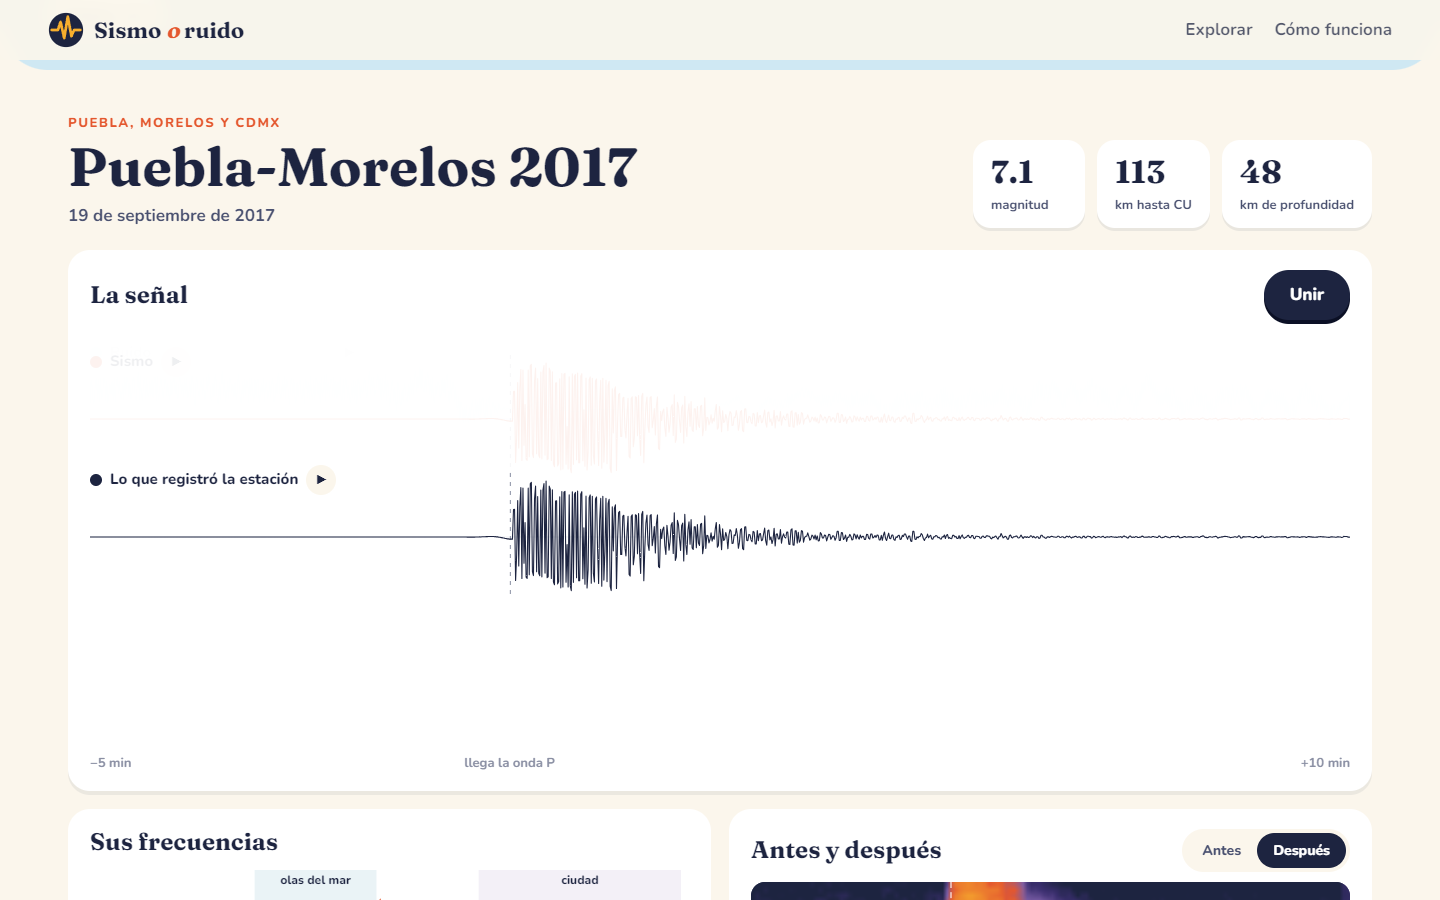 Sismo o ruido
Explorar
Cómo funciona
PUEBLA, MORELOS Y CDMX
Puebla-Morelos 2017
19 de septiembre de 2017
7.1
magnitud
113
km hasta CU
48
km de profundidad
La señal
Unir
Sismo
Lo que registró la estación
−5 min
llega la onda P
+10 min
Sus frecuencias
olas del mar
ciudad
Antes y después
Antes
Después